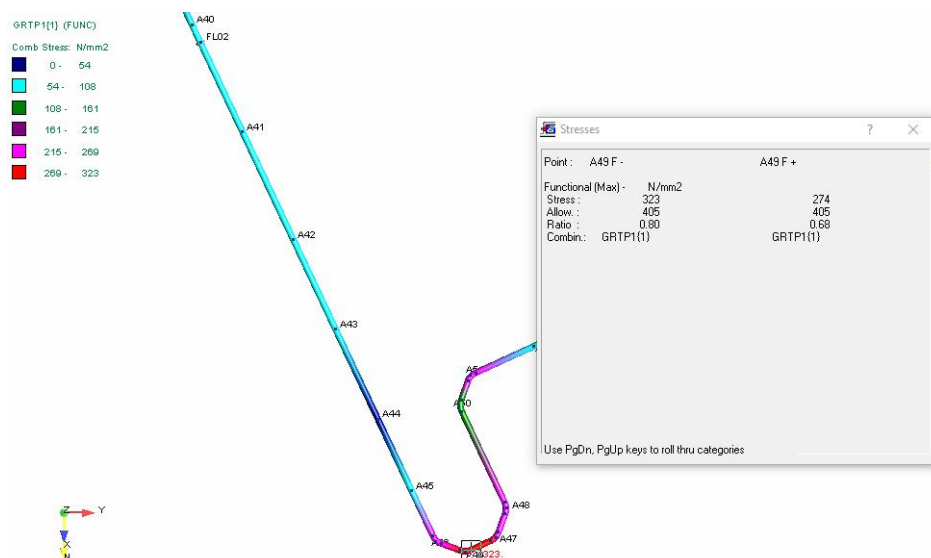 GRTP1{1} (FUNC)
Comb Stress: N/mm2
0 - 54
54 - 108
108 - 161
161 - 215
215 - 269
269 - 323
A40
FL02
A41
A42
A43
A44
A45
A48
A47
Z
Y
X
Stresses
? ×
Point : A49 F - A49 F +
Functional (Max) - N/mm2
Stress : 323 274
Allow. : 405 405
Ratio : 0.80 0.68
Combin.: GRTP1{1} GRTP1{1}
Use PgDn, PgUp keys to roll thru categories